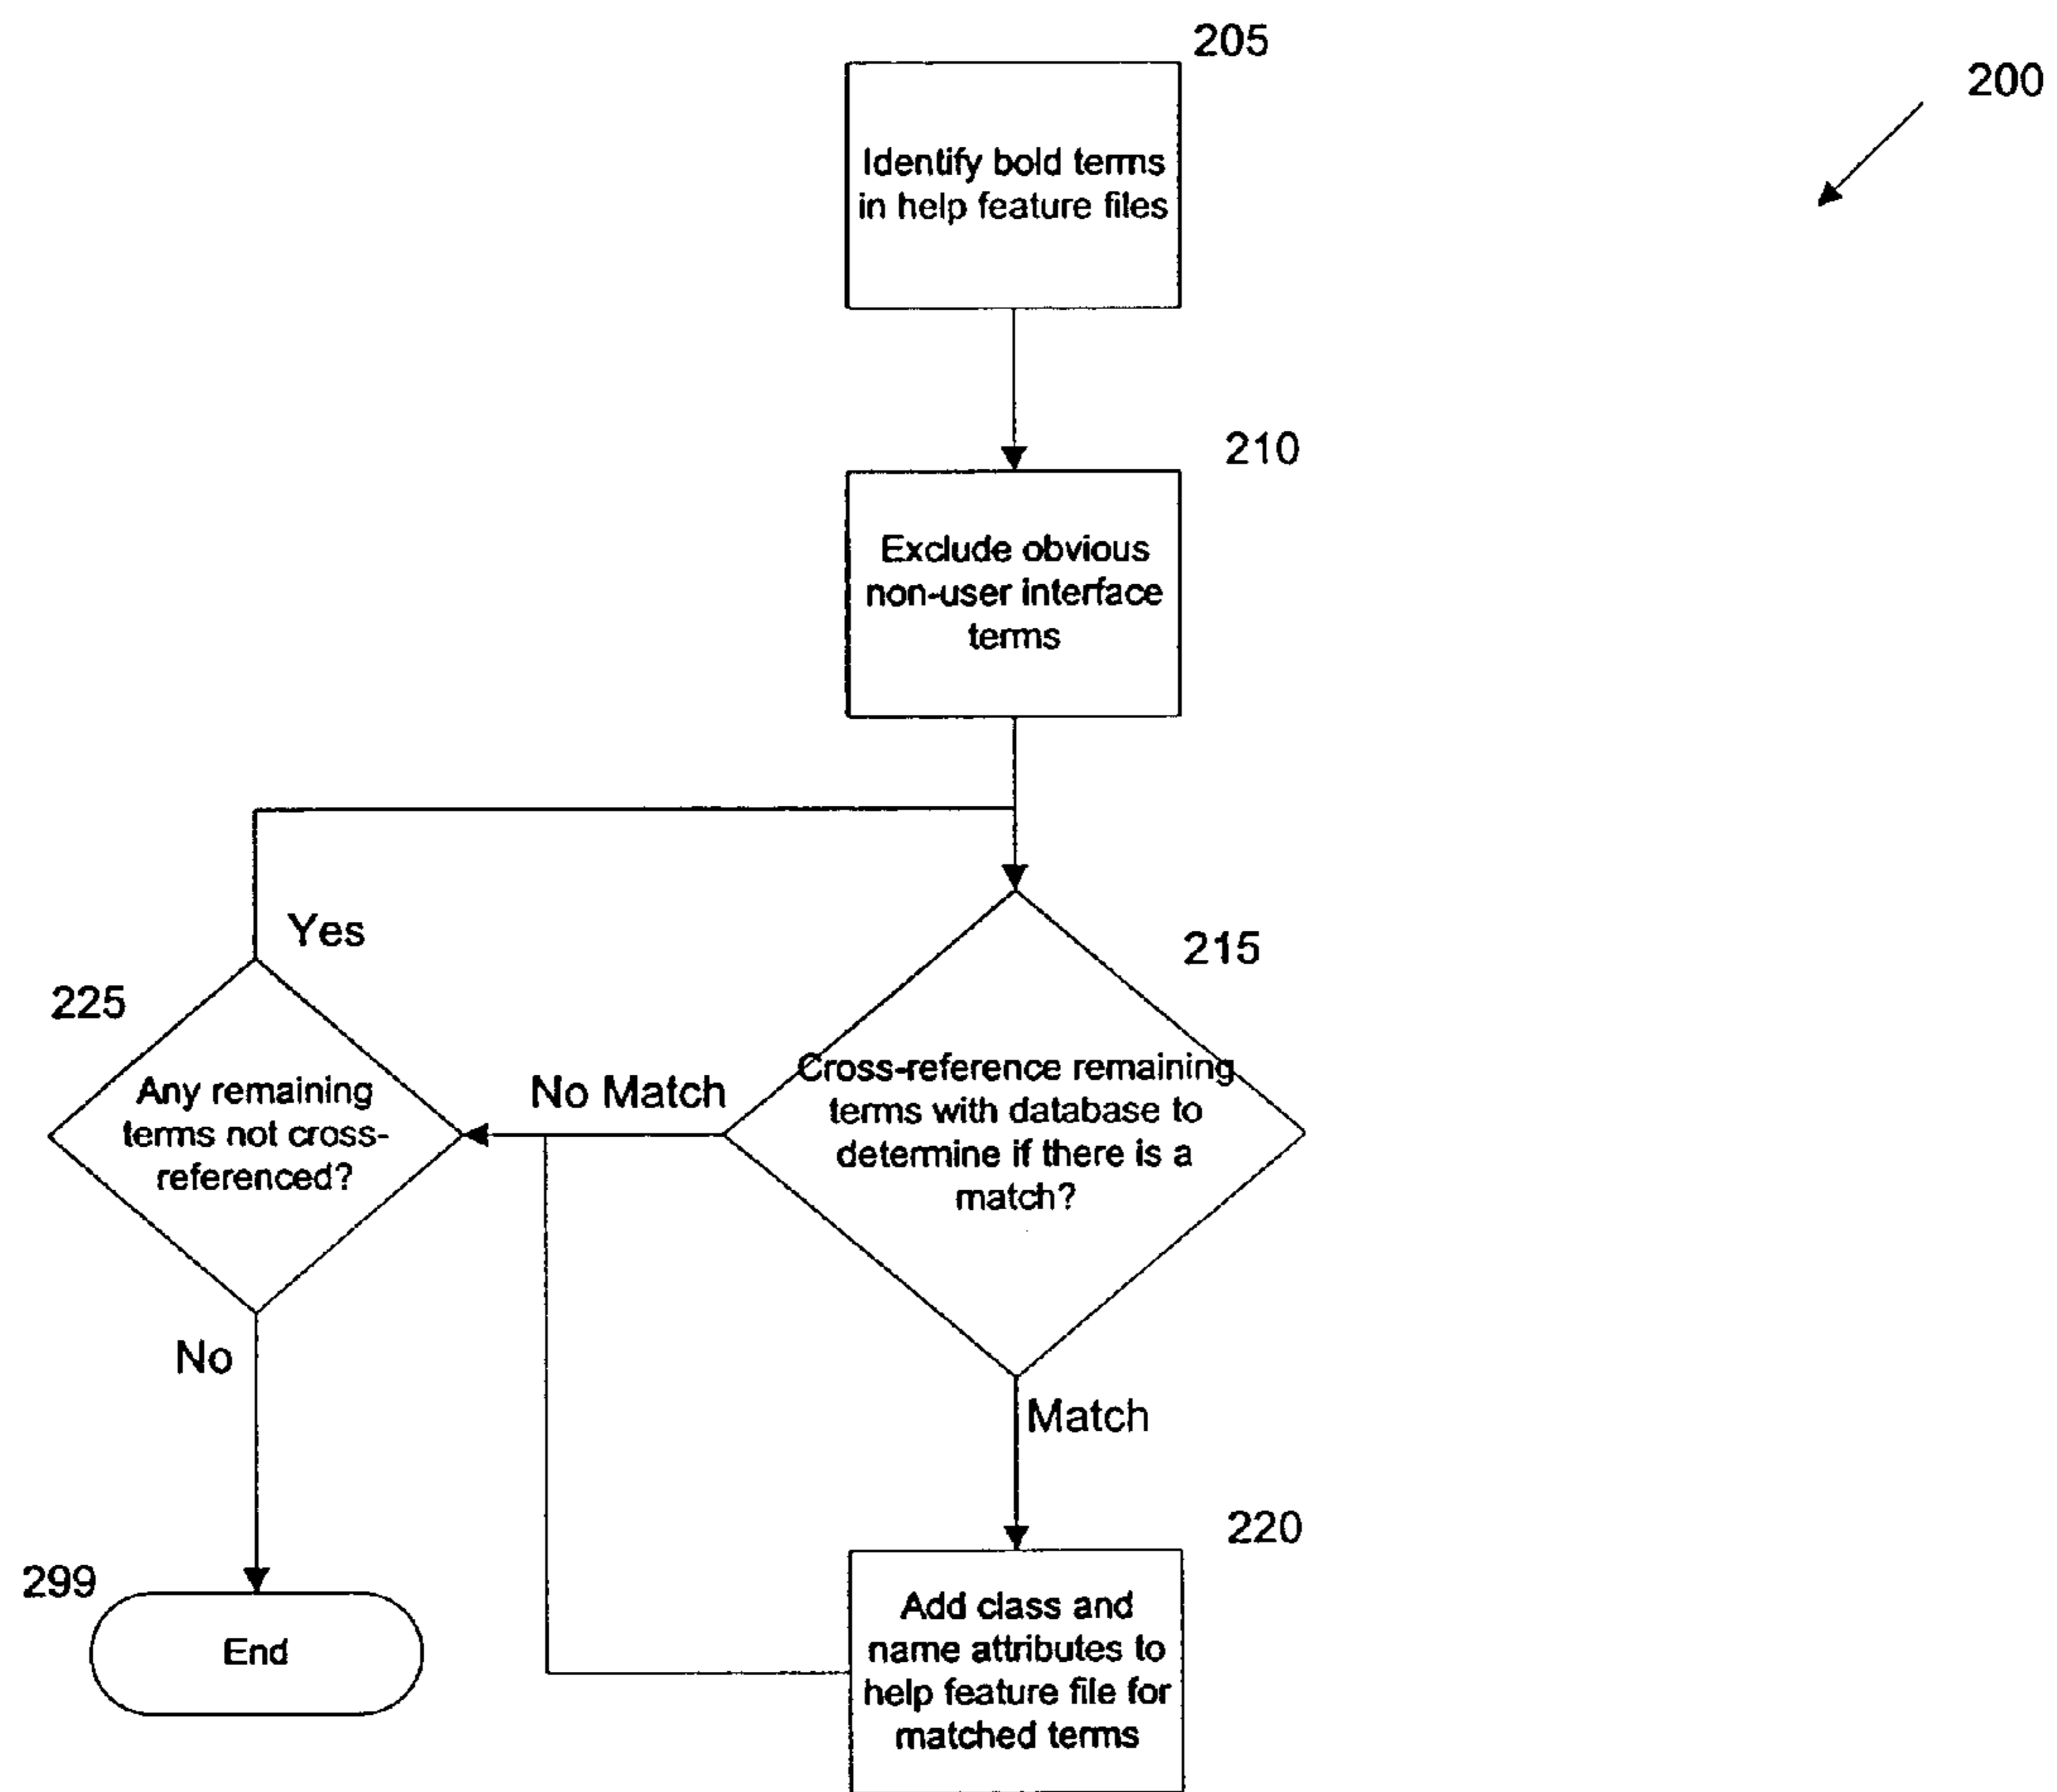 205
200
Identify bold terms
in help feature files
210
Exclude obvious
non-user interface
terms
Yes
215
225
Cross-reference remaining
terms with database to
determine if there is a
match?
No Match
Any remaining
terms not cross-
referenced?
No
Match
220
299
End
Add class and
name attributes to
help feature file for
matched terms